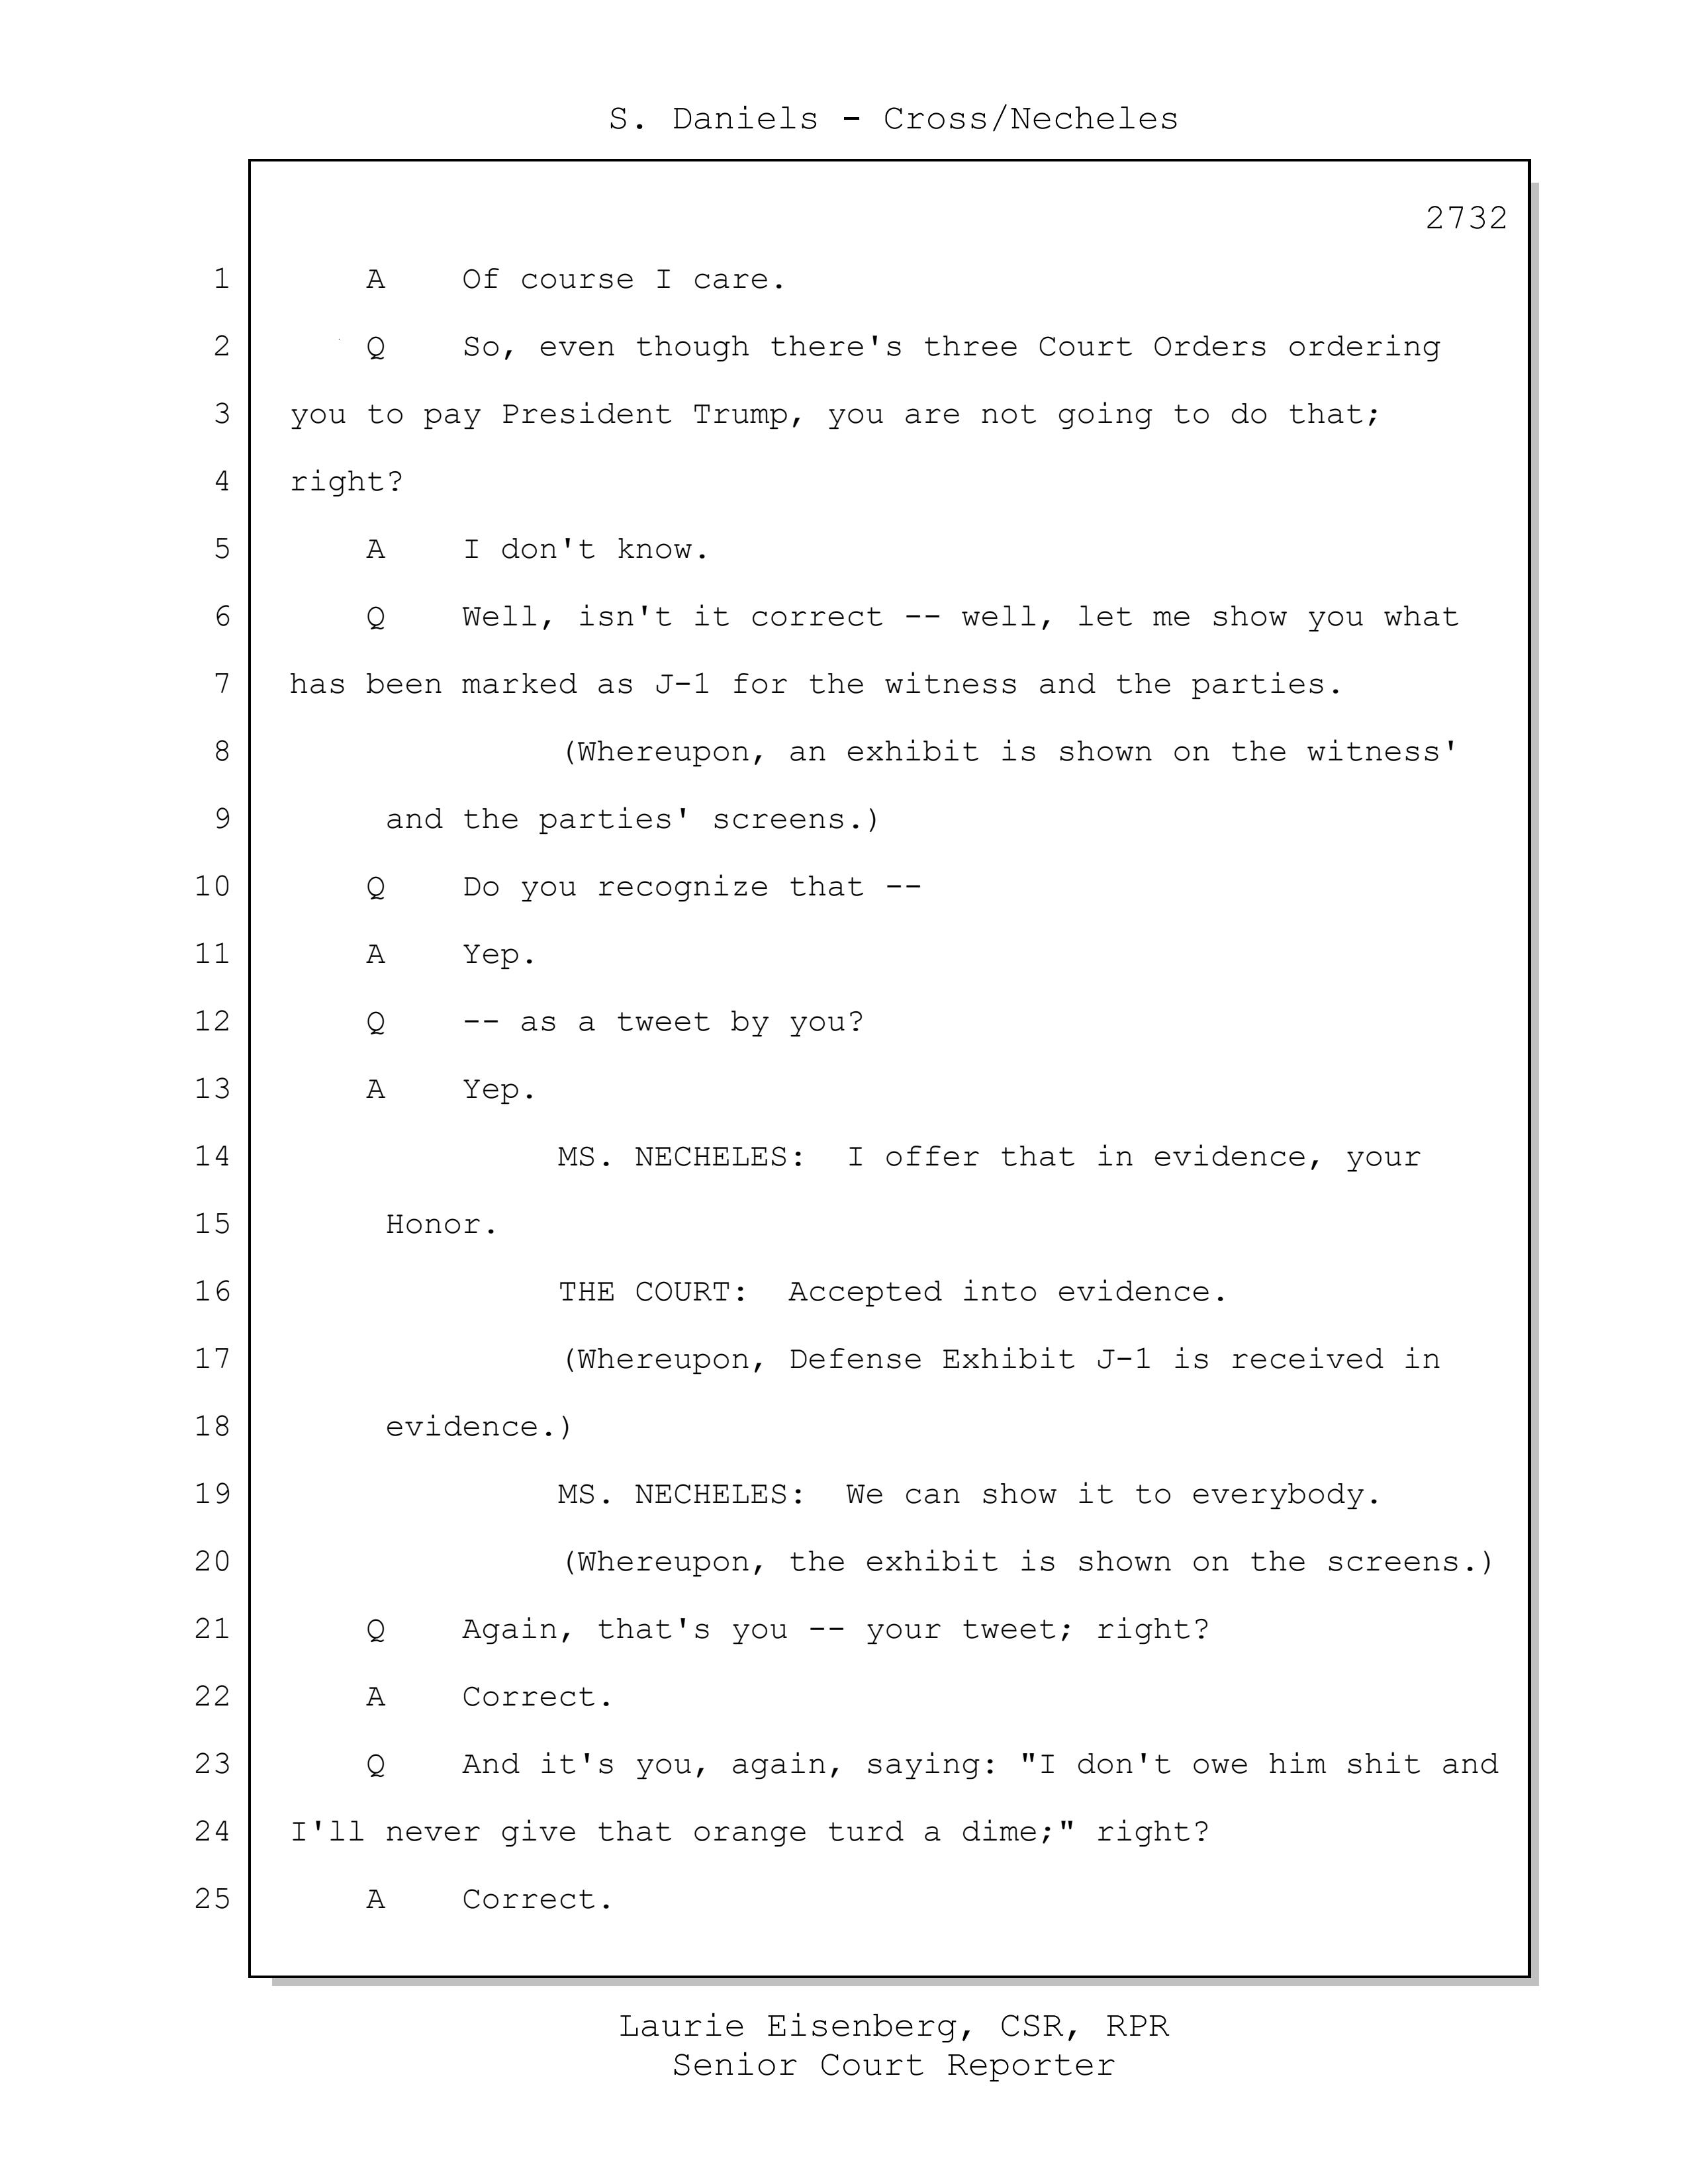 S. Daniels - Cross/Necheles
2732
1 A Of course I care.
2 Q So, even though there's three Court Orders ordering
3 you to pay President Trump, you are not going to do that;
4 right?
5 A I don't know.
6 Q Well, isn't it correct -- well, let me show you what
7 has been marked as J-1 for the witness and the parties.
8 (Whereupon, an exhibit is shown on the witness'
9 and the parties' screens.)
10 Q Do you recognize that --
11 A Yep.
12 Q -- as a tweet by you?
13 A Yep.
14 MS. NECHELES: I offer that in evidence, your
15 Honor.
16 THE COURT: Accepted into evidence.
17 (Whereupon, Defense Exhibit J-1 is received in
18 evidence.)
19 MS. NECHELES: We can show it to everybody.
20 (Whereupon, the exhibit is shown on the screens.)
21 Q Again, that's you -- your tweet; right?
22 A Correct.
23 Q And it's you, again, saying: "I don't owe him shit and
24 I'll never give that orange turd a dime;" right?
25 A Correct.
Laurie Eisenberg, CSR, RPR
Senior Court Reporter